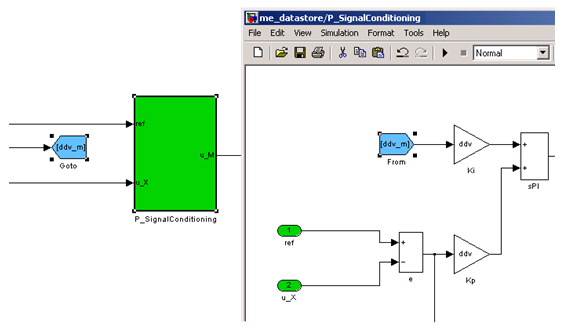 me_datastore/P_SignalConditioning
File Edit View Simulation Format Tools Help
Normal
ref
[ddv_m]
Goto
u_M
u_X
P_SignalConditioning
[ddv_m]
From
ddv
Ki
+
+
sPI
1
ref
+
−
e
ddv
Kp
2
u_X